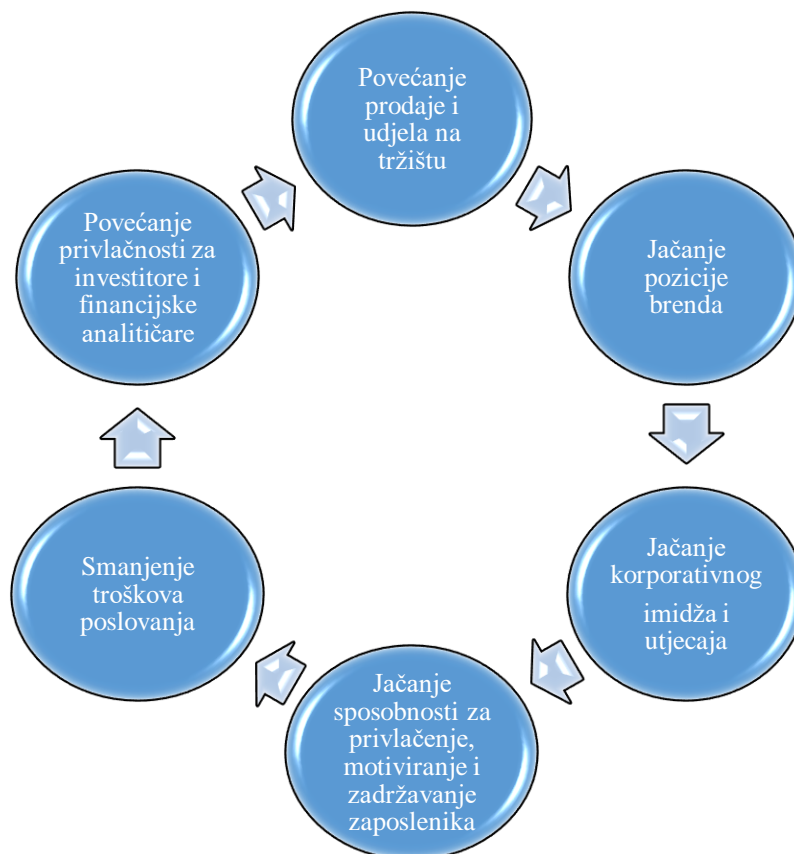 Povećanje
prodaje i
udjela na
tržištu
Jačanje
pozicije
brenda
Jačanje
korporativnog
imidža i
utjecaja
Jačanje
sposobnosti za
privlačenje,
motiviranje i
zadržavanje
zaposlenika
Smanjenje
troškova
poslovanja
Povećanje
privlačnosti za
investitore i
financijske
analitičare